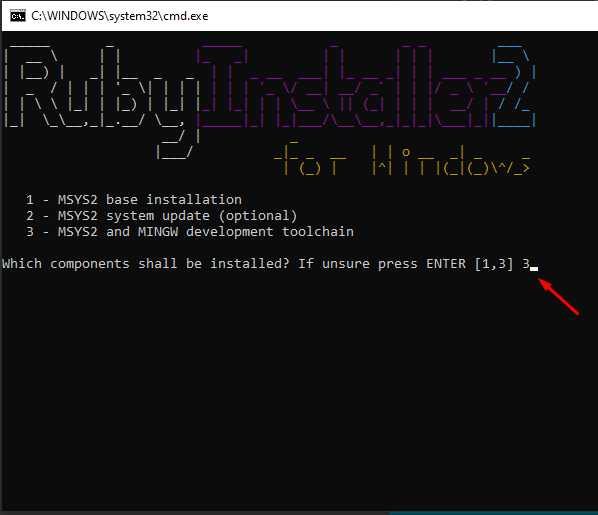 C:\WINDOWS\system32\cmd.exe
RubyInstaller2
for Windows
1 - MSYS2 base installation
2 - MSYS2 system update (optional)
3 - MSYS2 and MINGW development toolchain
Which components shall be installed? If unsure press ENTER [1,3] 3